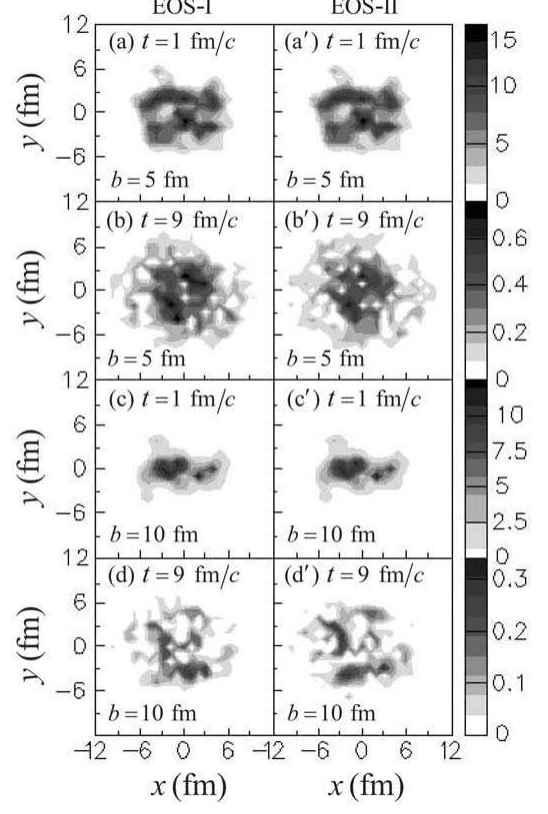 EOS-I EOS-II
12 (a) t=1 fm/c (a′) t=1 fm/c 15
6 10
y (fm) 0 5
−6 b=5 fm b=5 fm 0
12 (b) t=9 fm/c (b′) t=9 fm/c
6 0.6
y (fm) 0 0.4
−6 0.2
b=5 fm b=5 fm
12 0
(c) t=1 fm/c (c′) t=1 fm/c 10
6 7.5
y (fm) 0 5
−6 2.5
b=10 fm b=10 fm
12 0
(d) t=9 fm/c (d′) t=9 fm/c 0.3
6 0.2
y (fm) 0
−6 0.1
b=10 fm b=10 fm 0
−12 −6 0 6 −12 −6 0 6 12
x (fm) x (fm)